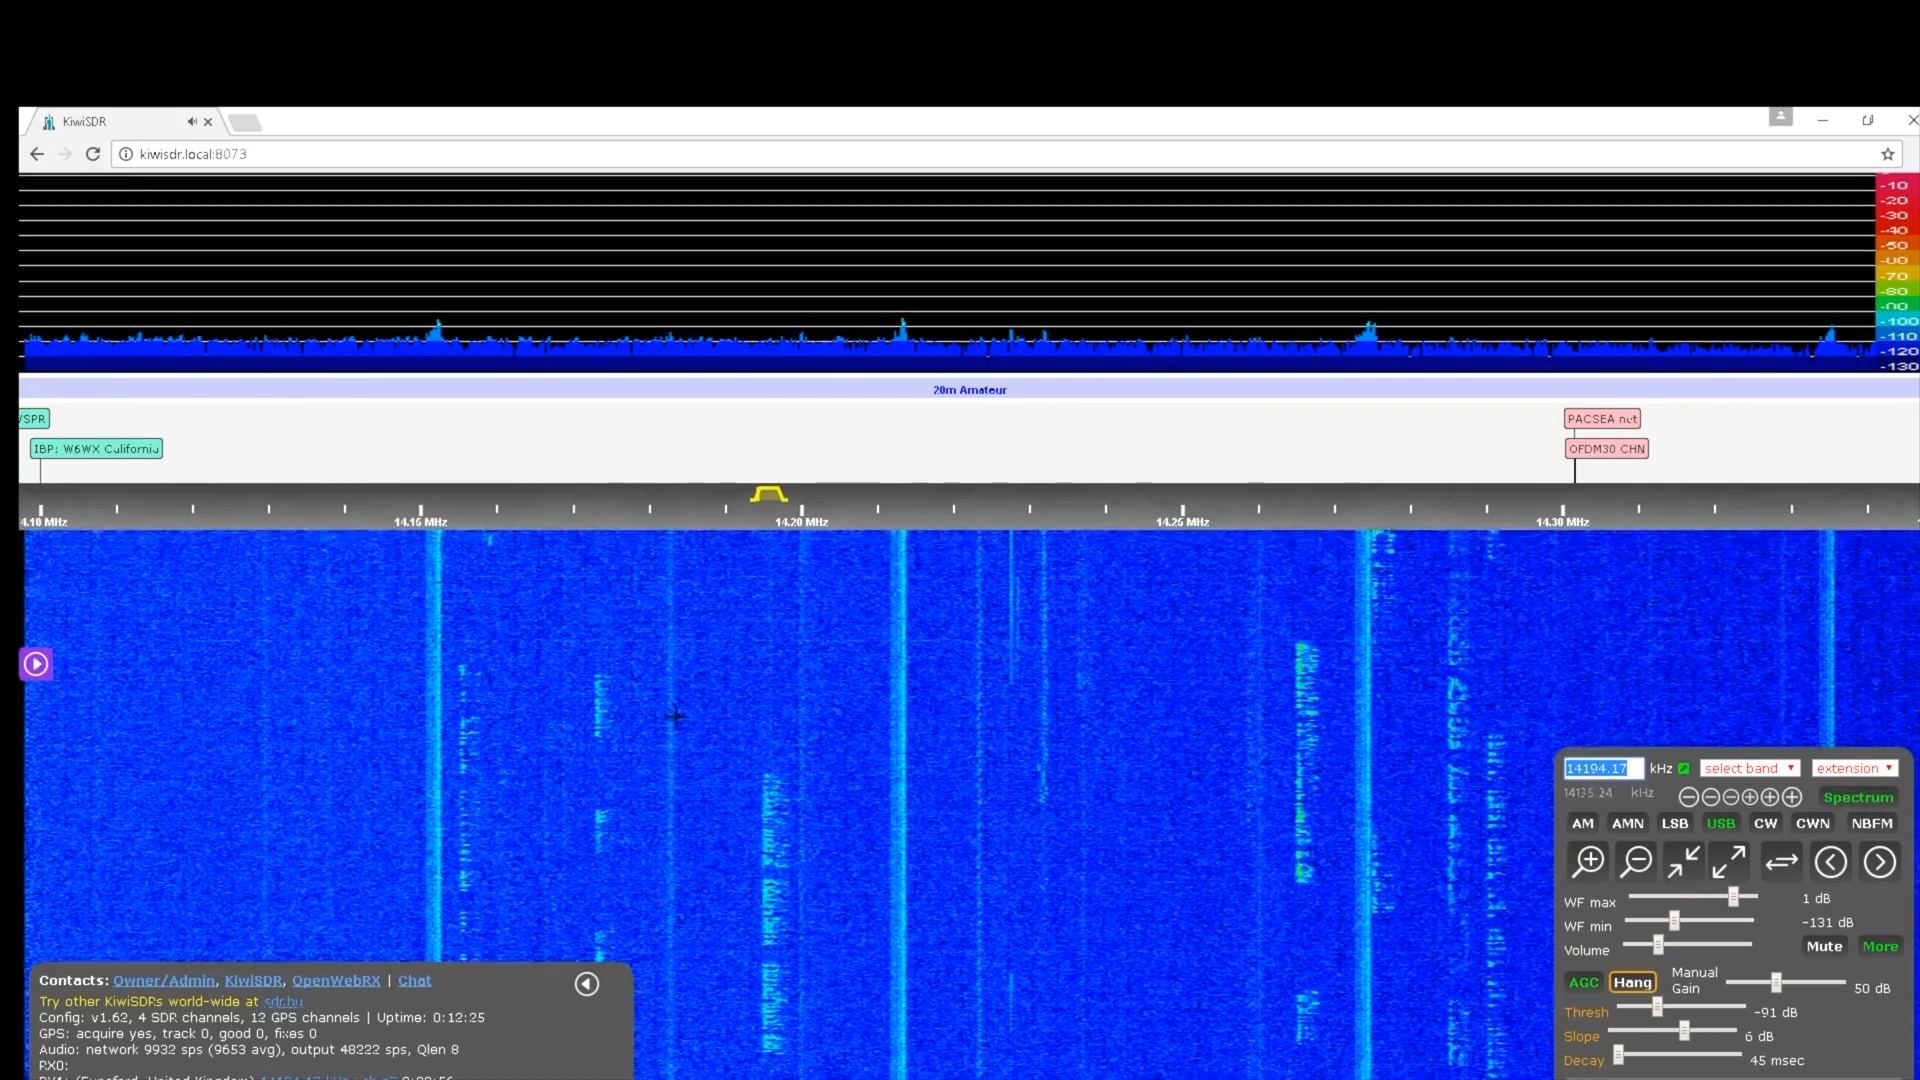 KiwiSDR
kiwisdr.local:8073
-10
-20
-30
-40
-50
-70
-80
-100
-110
-120
-130
20m Amateur
VSPR
PACSEA net
IBP: W6WX California
OFDM30 CHN
4.10 MHz
14.15 MHz
14.20 MHz
14.25 MHz
14.30 MHz
14194.17 kHz select band extension
kHz Spectrum
AM AMN LSB USB CW CWN NBFM
WF max 1 dB
WF min -131 dB
Volume Mute More
AGC Hang Manual Gain 50 dB
Thresh -91 dB
Slope 6 dB
Decay 45 msec
Contacts: Owner/Admin, KiwiSDR, OpenWebRX | Chat
Try other KiwiSDRs world-wide at sdr.hu
Config: v1.62, 4 SDR channels, 12 GPS channels | Uptime: 0:12:25
GPS: acquire yes, track 0, good 0, fixes 0
Audio: network 9932 sps (9653 avg), output 48222 sps, Qlen 8
RX0: